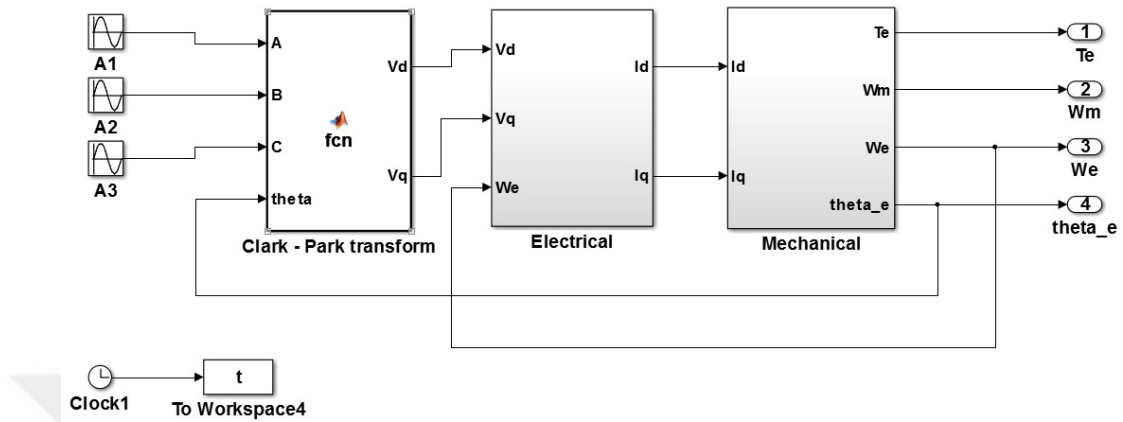 A1
A2
A3
A
B
C
theta
fcn
Vd
Vq
Clark - Park transform
Vd
Vq
We
Id
Iq
Electrical
Id
Iq
Te
Wm
We
theta_e
Mechanical
1
Te
2
Wm
3
We
4
theta_e
Clock1
t
To Workspace4